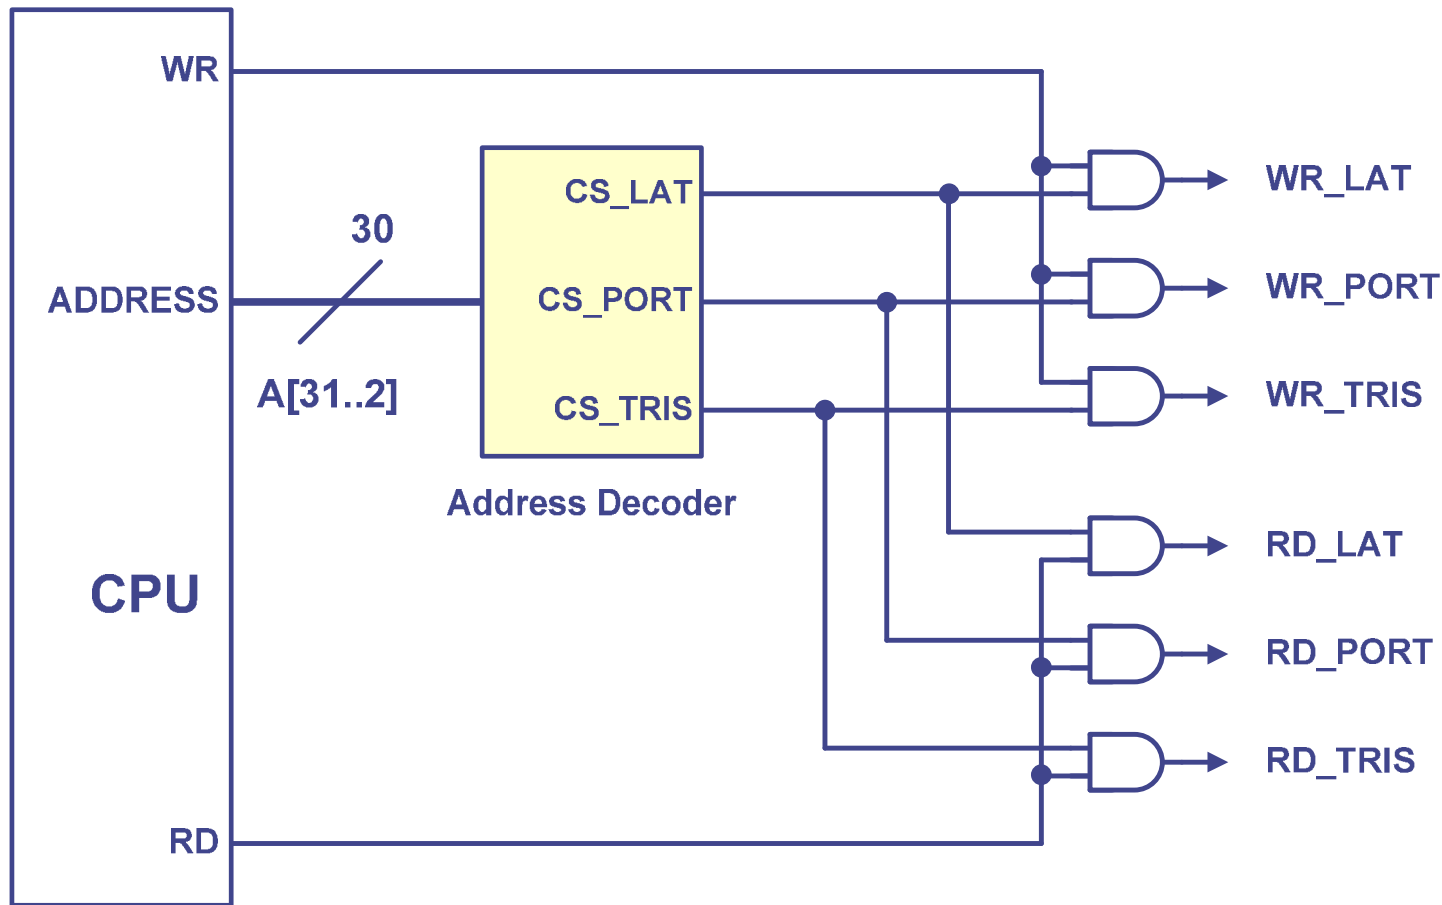 WR
CS_LAT
WR_LAT
30
ADDRESS
CS_PORT
WR_PORT
A[31..2]
CS_TRIS
WR_TRIS
Address Decoder
RD_LAT
CPU
RD_PORT
RD_TRIS
RD